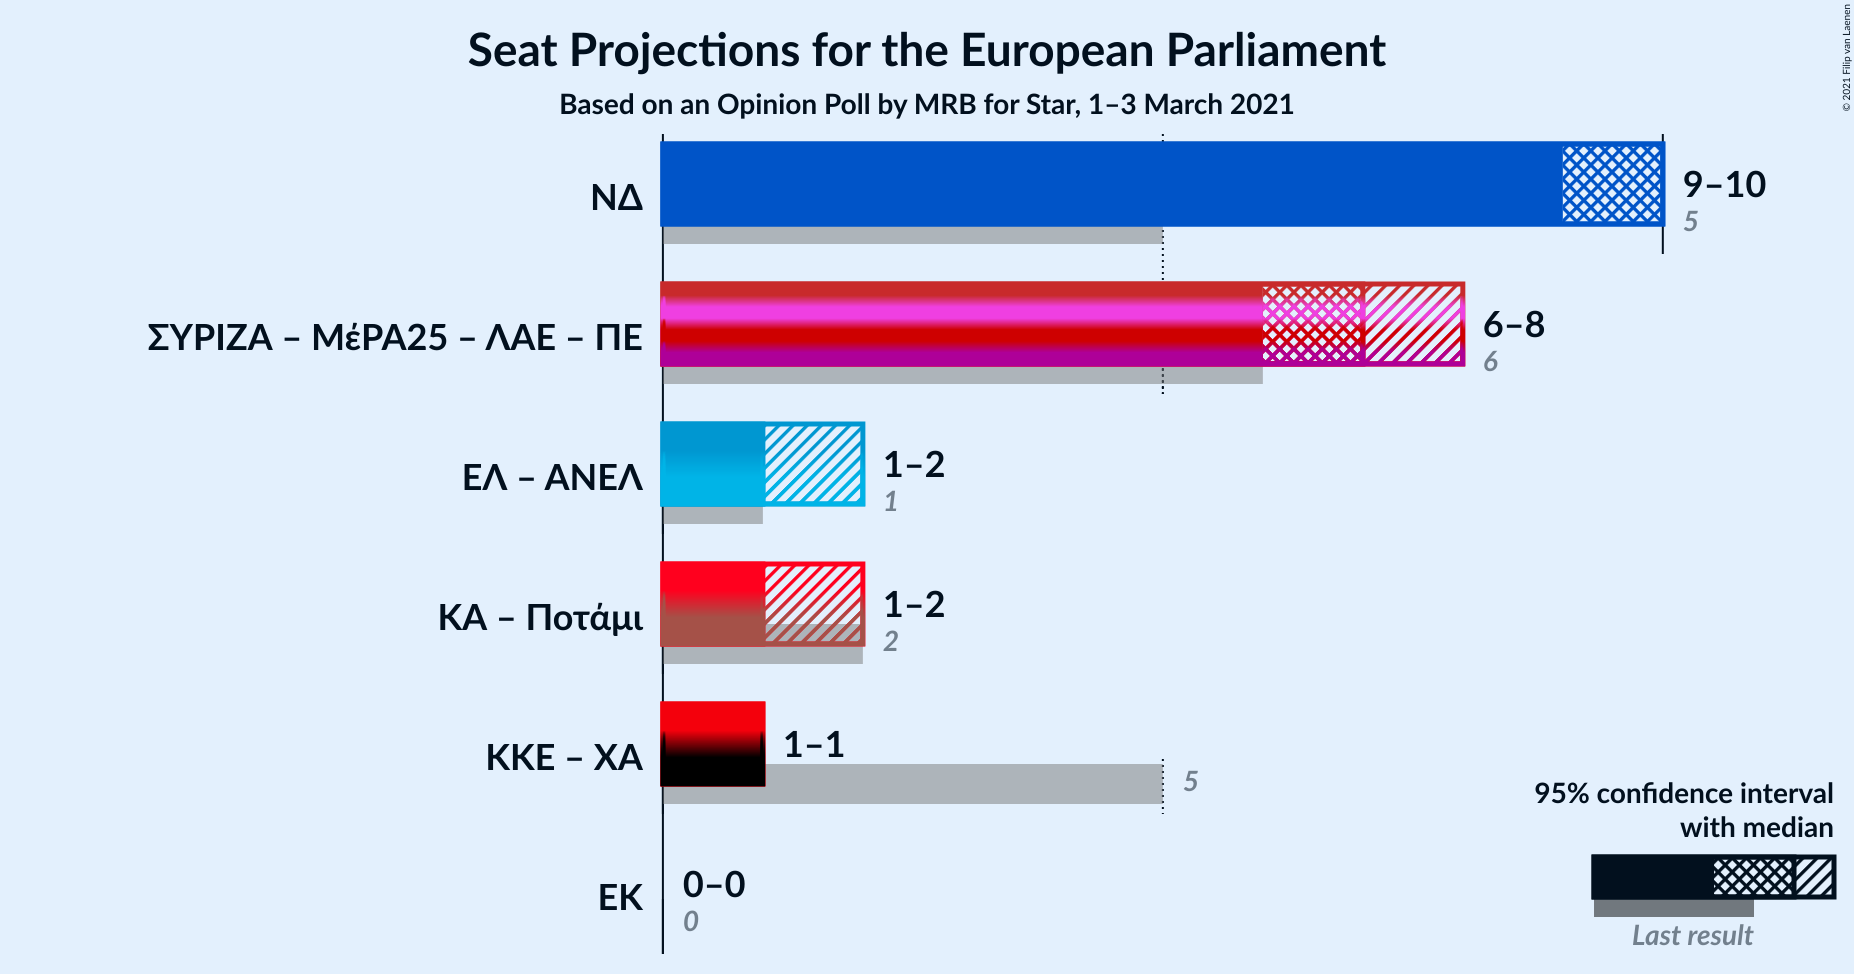 Seat Projections for the European Parliament
Based on an Opinion Poll by MRB for Star, 1–3 March 2021
© 2021 Filip van Laenen
ΝΔ
9–10
5
ΣΥΡΙΖΑ – ΜέΡΑ25 – ΛΑΕ – ΠΕ
6–8
6
ΕΛ – ΑΝΕΛ
1–2
1
ΚΑ – Ποτάμι
1–2
2
ΚΚΕ – ΧΑ
1–1
5
ΕΚ
0–0
0
95% confidence interval
with median
Last result